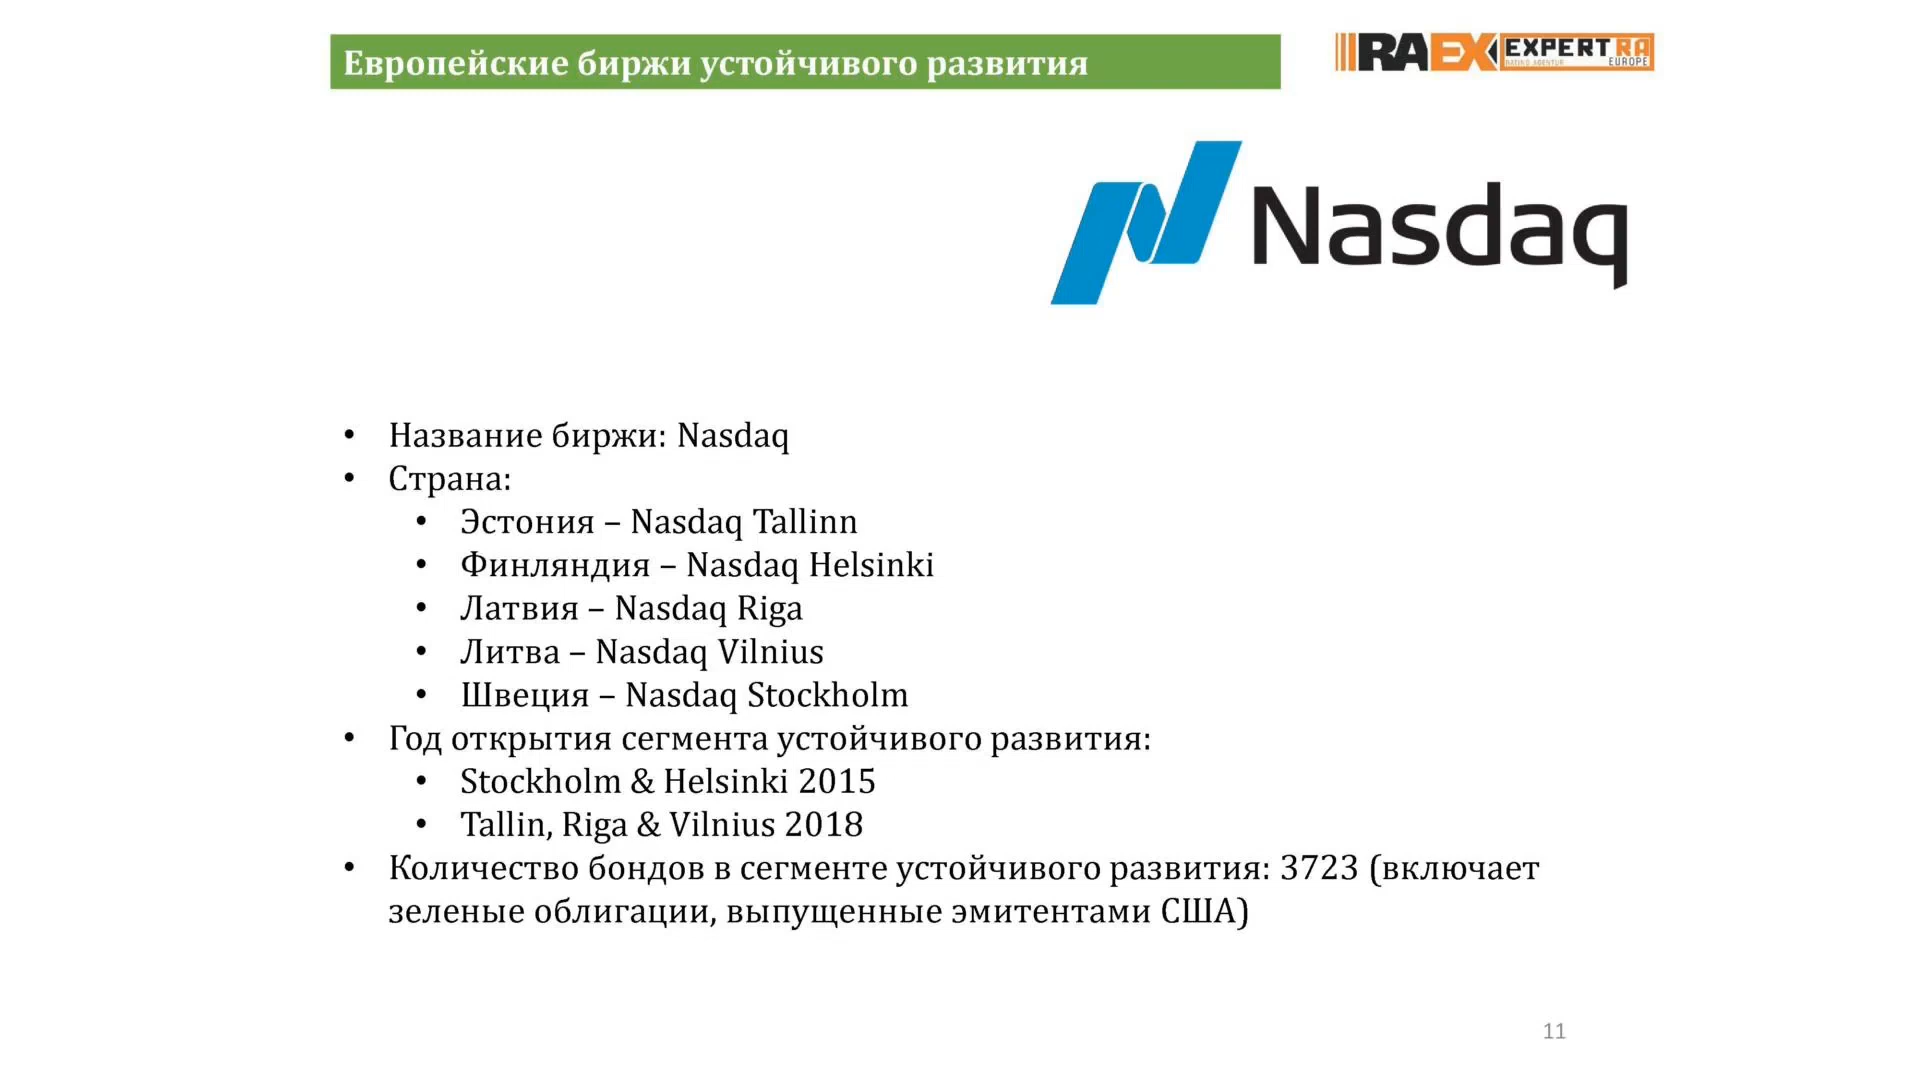 Европейские биржи устойчивого развития
RAEX EXPERT RA
RATING AGENTUR EUROPE
Nasdaq
• Название биржи: Nasdaq
• Страна:
• Эстония – Nasdaq Tallinn
• Финляндия – Nasdaq Helsinki
• Латвия – Nasdaq Riga
• Литва – Nasdaq Vilnius
• Швеция – Nasdaq Stockholm
• Год открытия сегмента устойчивого развития:
• Stockholm & Helsinki 2015
• Tallin, Riga & Vilnius 2018
• Количество бондов в сегменте устойчивого развития: 3723 (включает
зеленые облигации, выпущенные эмитентами США)
11